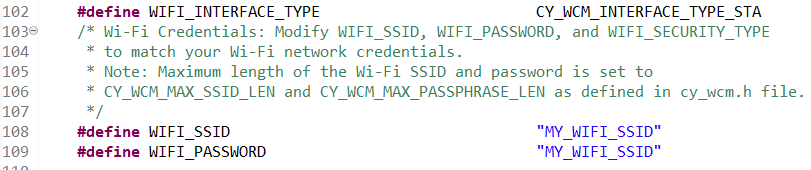 102 #define WIFI_INTERFACE_TYPE CY_WCM_INTERFACE_TYPE_STA
103 /* Wi-Fi Credentials: Modify WIFI_SSID, WIFI_PASSWORD, and WIFI_SECURITY_TYPE
104 * to match your Wi-Fi network credentials.
105 * Note: Maximum length of the Wi-Fi SSID and password is set to
106 * CY_WCM_MAX_SSID_LEN and CY_WCM_MAX_PASSPHRASE_LEN as defined in cy_wcm.h file.
107 */
108 #define WIFI_SSID "MY_WIFI_SSID"
109 #define WIFI_PASSWORD "MY_WIFI_SSID"